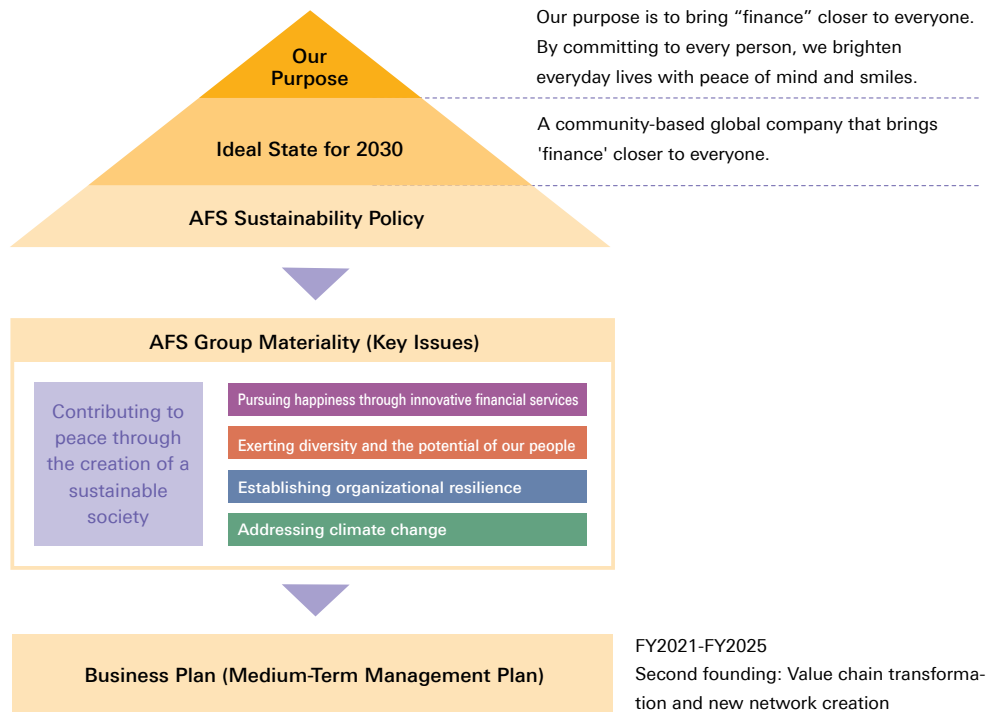 Our
Purpose
Our purpose is to bring “finance” closer to everyone.
By committing to every person, we brighten
everyday lives with peace of mind and smiles.
Ideal State for 2030
A community-based global company that brings
'finance' closer to everyone.
AFS Sustainability Policy
AFS Group Materiality (Key Issues)
Contributing to
peace through
the creation of a
sustainable
society
Pursuing happiness through innovative financial services
Exerting diversity and the potential of our people
Establishing organizational resilience
Addressing climate change
Business Plan (Medium-Term Management Plan)
FY2021-FY2025
Second founding: Value chain transforma-
tion and new network creation